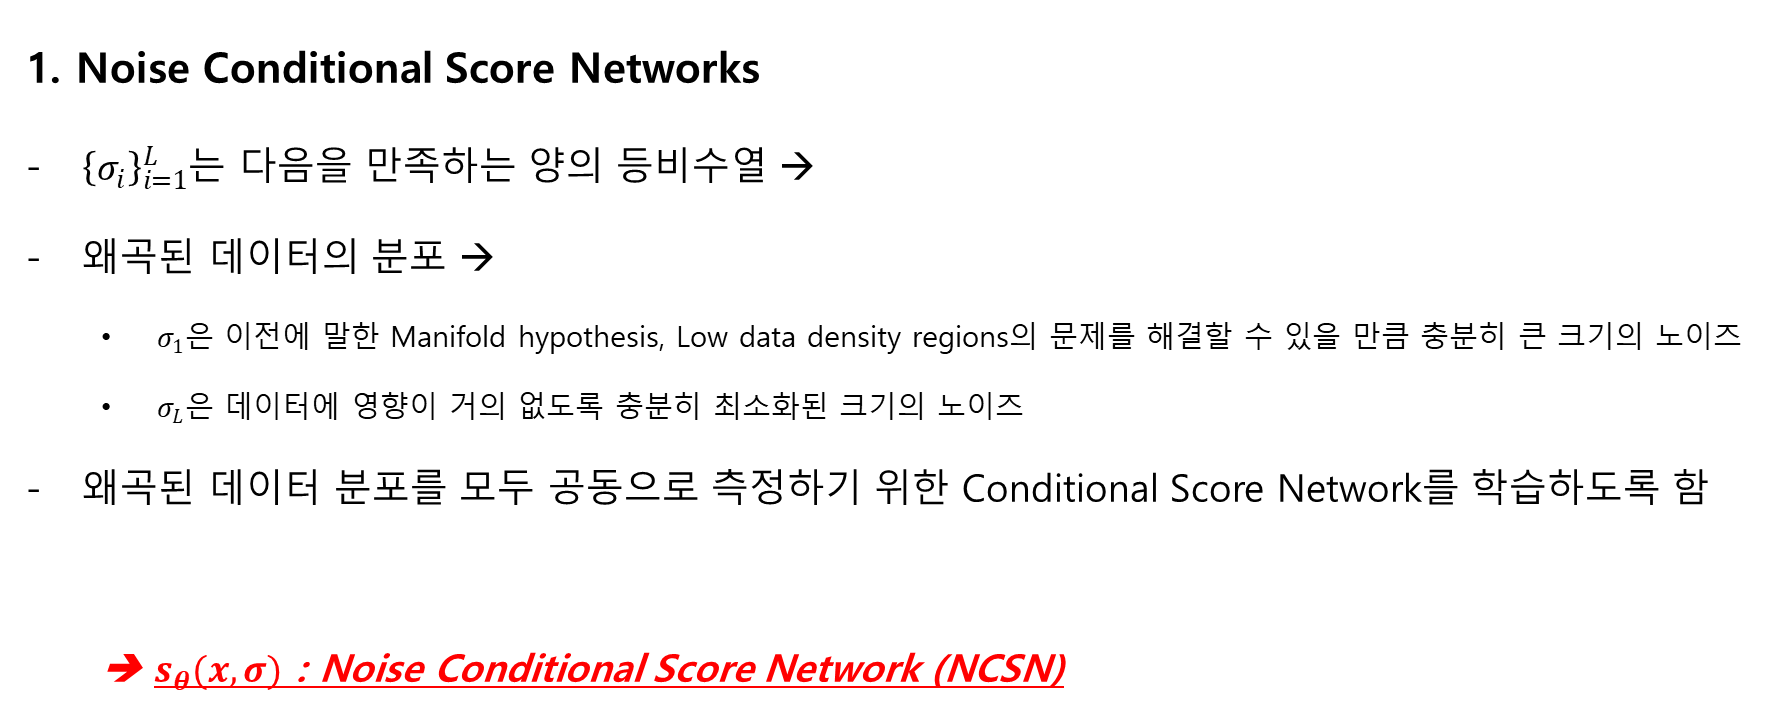 1. Noise Conditional Score Networks
- {σᵢ}ᴸᵢ₌₁는 다음을 만족하는 양의 등비수열 →
- 왜곡된 데이터의 분포 →
• σ₁은 이전에 말한 Manifold hypothesis, Low data density regions의 문제를 해결할 수 있을 만큼 충분히 큰 크기의 노이즈
• σ_L은 데이터에 영향이 거의 없도록 충분히 최소화된 크기의 노이즈
- 왜곡된 데이터 분포를 모두 공동으로 측정하기 위한 Conditional Score Network를 학습하도록 함
➔ s_θ(x, σ) : Noise Conditional Score Network (NCSN)